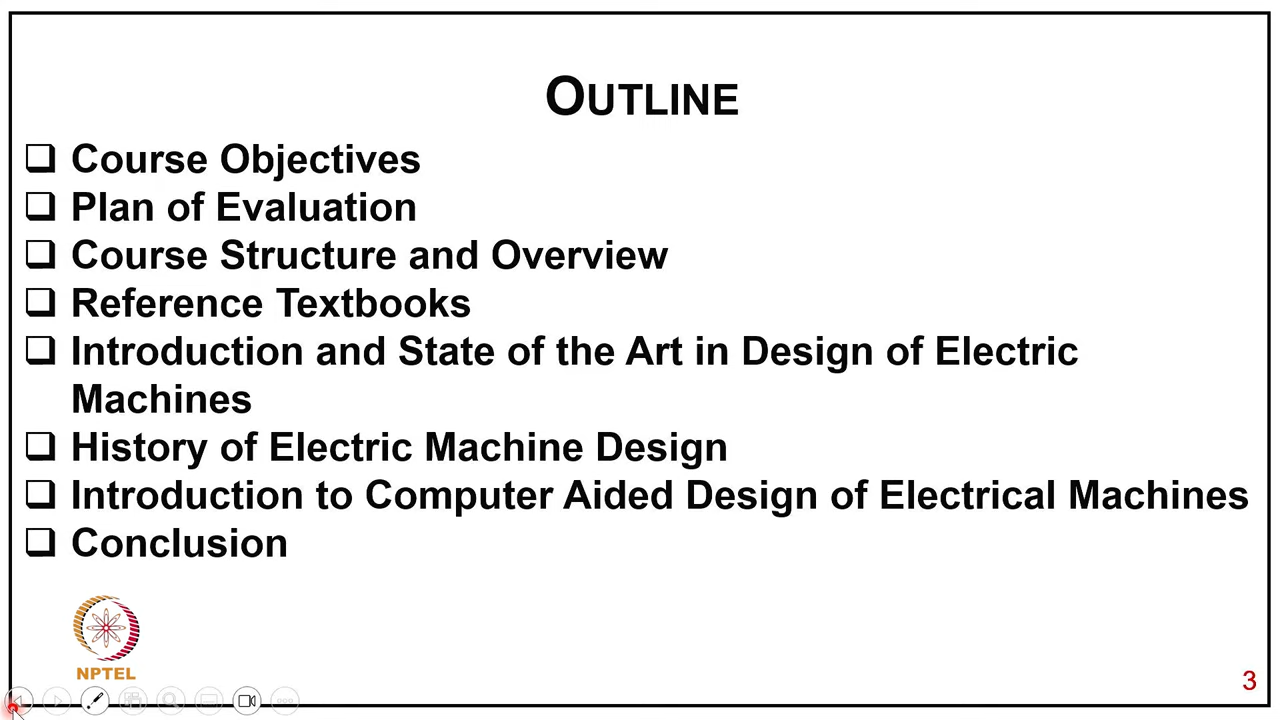 OUTLINE
❑ Course Objectives
❑ Plan of Evaluation
❑ Course Structure and Overview
❑ Reference Textbooks
❑ Introduction and State of the Art in Design of Electric
Machines
❑ History of Electric Machine Design
❑ Introduction to Computer Aided Design of Electrical Machines
❑ Conclusion
NPTEL
3